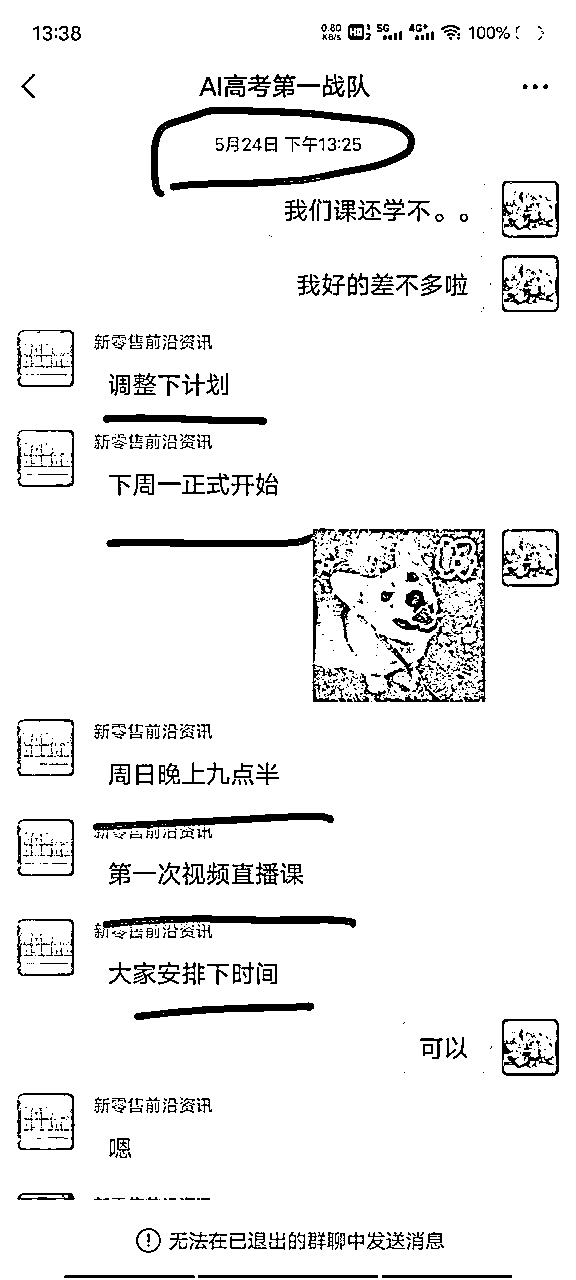 13:38
0.80 KB/S HD 1 2 5G 4G+ 100%
AI高考第一战队
5月24日 下午13:25
我们课还学不。。
我好的差不多啦
新零售前沿资讯
调整下计划
新零售前沿资讯
下周一正式开始
好
新零售前沿资讯
周日晚上九点半
新零售前沿资讯
第一次视频直播课
新零售前沿资讯
大家安排下时间
可以
新零售前沿资讯
嗯
无法在已退出的群聊中发送消息